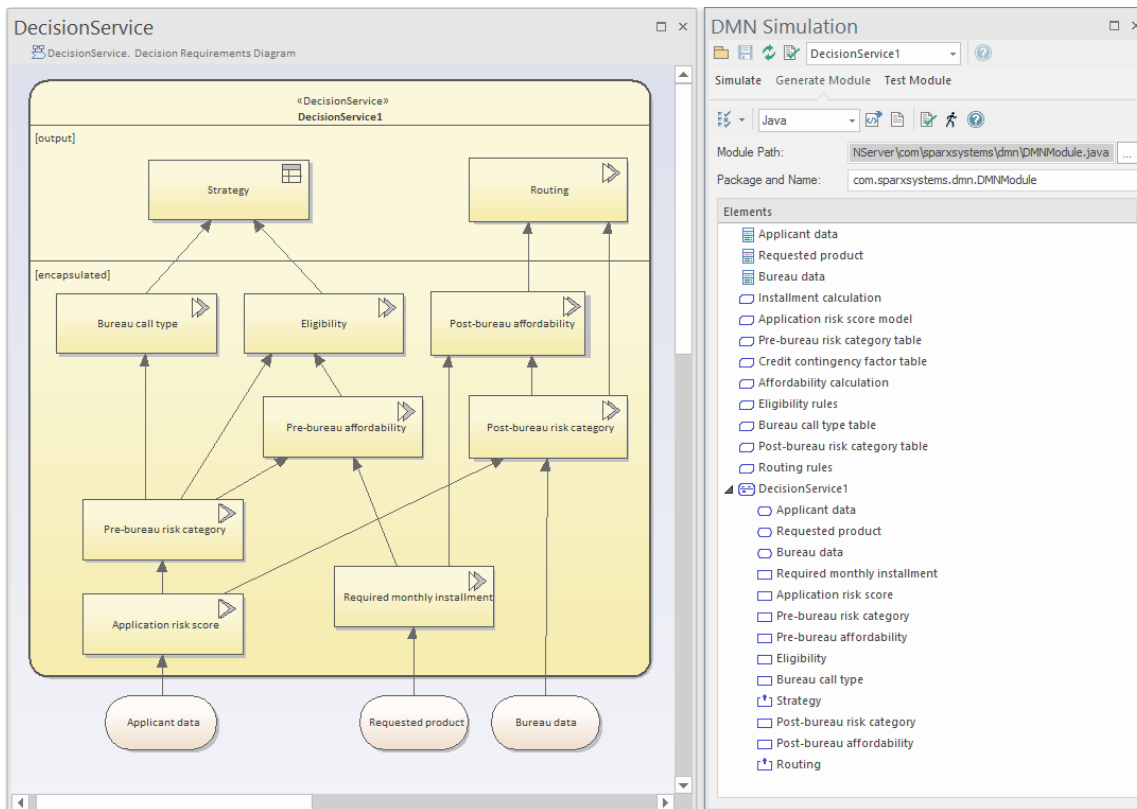 DecisionService
DecisionService. Decision Requirements Diagram
«DecisionService»
DecisionService1
[output]
Strategy
Routing
[encapsulated]
Bureau call type
Eligibility
Post-bureau affordability
Pre-bureau affordability
Post-bureau risk category
Pre-bureau risk category
Required monthly installment
Application risk score
Applicant data
Requested product
Bureau data
DMN Simulation
DecisionService1
Simulate Generate Module Test Module
Java
Module Path: NServer\com\sparxsystems\dmn\DMNModule.java ...
Package and Name: com.sparxsystems.dmn.DMNModule
Elements
Applicant data
Requested product
Bureau data
Installment calculation
Application risk score model
Pre-bureau risk category table
Credit contingency factor table
Affordability calculation
Eligibility rules
Bureau call type table
Post-bureau risk category table
Routing rules
DecisionService1
Applicant data
Requested product
Bureau data
Required monthly installment
Application risk score
Pre-bureau risk category
Pre-bureau affordability
Eligibility
Bureau call type
Strategy
Post-bureau risk category
Post-bureau affordability
Routing